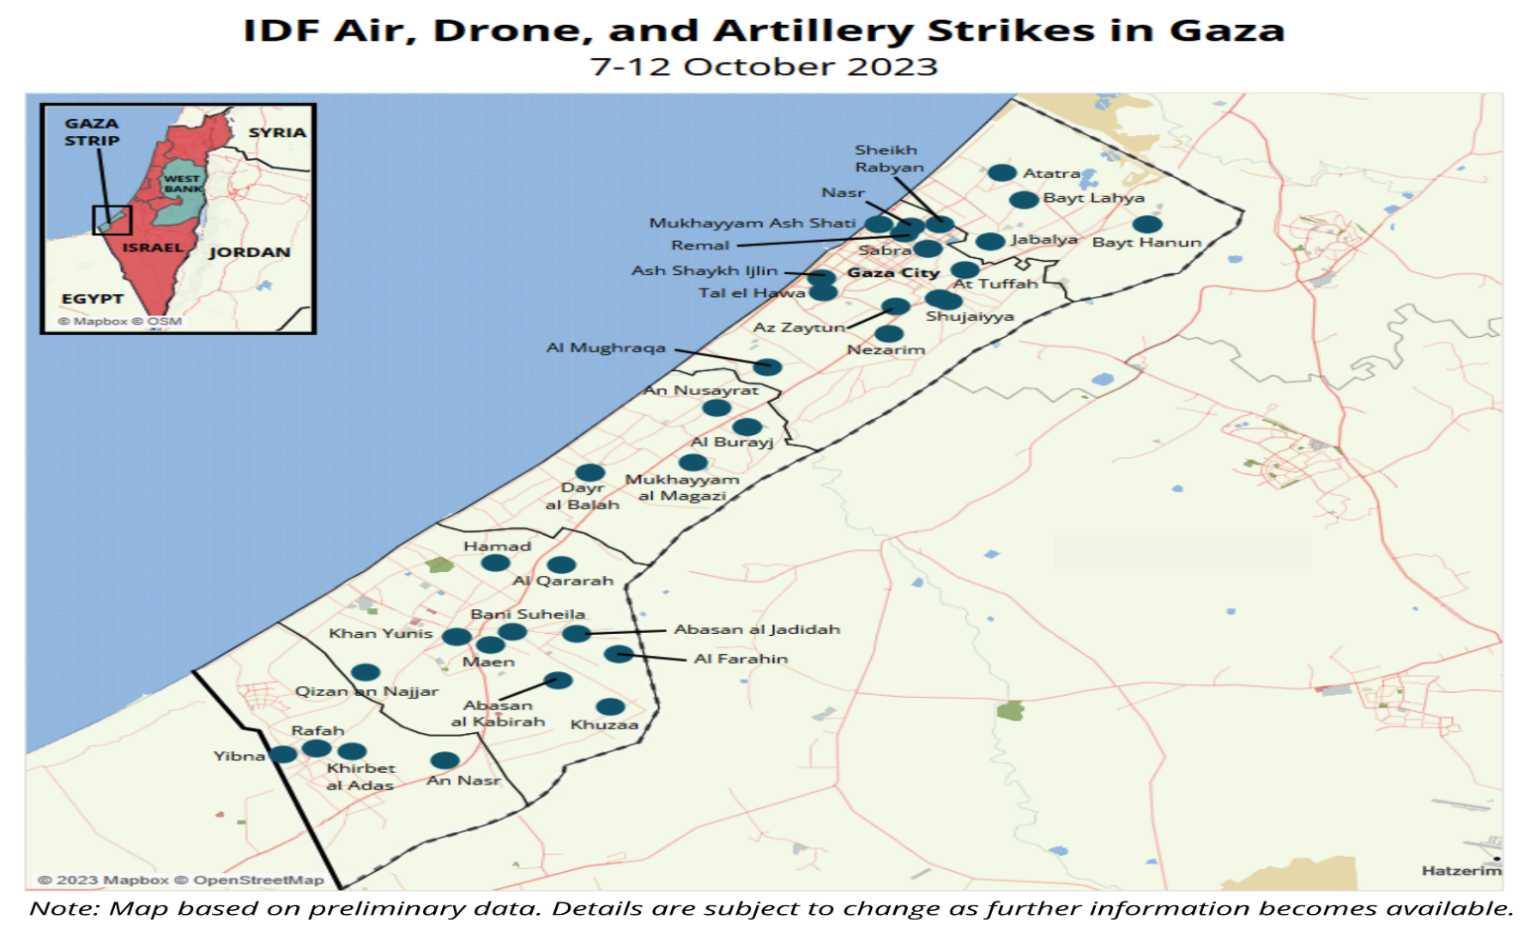 IDF Air, Drone, and Artillery Strikes in Gaza
7-12 October 2023
GAZA
STRIP
SYRIA
WEST
BANK
ISRAEL
JORDAN
EGYPT
© Mapbox © OSM
Sheikh
Rabyan
Atatra
Nasr
Bayt Lahya
Mukhayyam Ash Shati
Remal
Sabra
Jabalya
Bayt Hanun
Ash Shaykh Ijlin
Gaza City
At Tuffah
Tal el Hawa
Shujaiyya
Az Zaytun
Nezarim
Al Mughraqa
An Nusayrat
Al Burayj
Mukhayyam
al Magazi
Dayr
al Balah
Hamad
Al Qararah
Bani Suheila
Khan Yunis
Abasan al Jadidah
Maen
Al Farahin
Qizan an Najjar
Abasan
al Kabirah
Khuzaa
Rafah
Yibna
Khirbet
al Adas
An Nasr
Hatzerim
© 2023 Mapbox © OpenStreetMap
Note: Map based on preliminary data. Details are subject to change as further information becomes available.